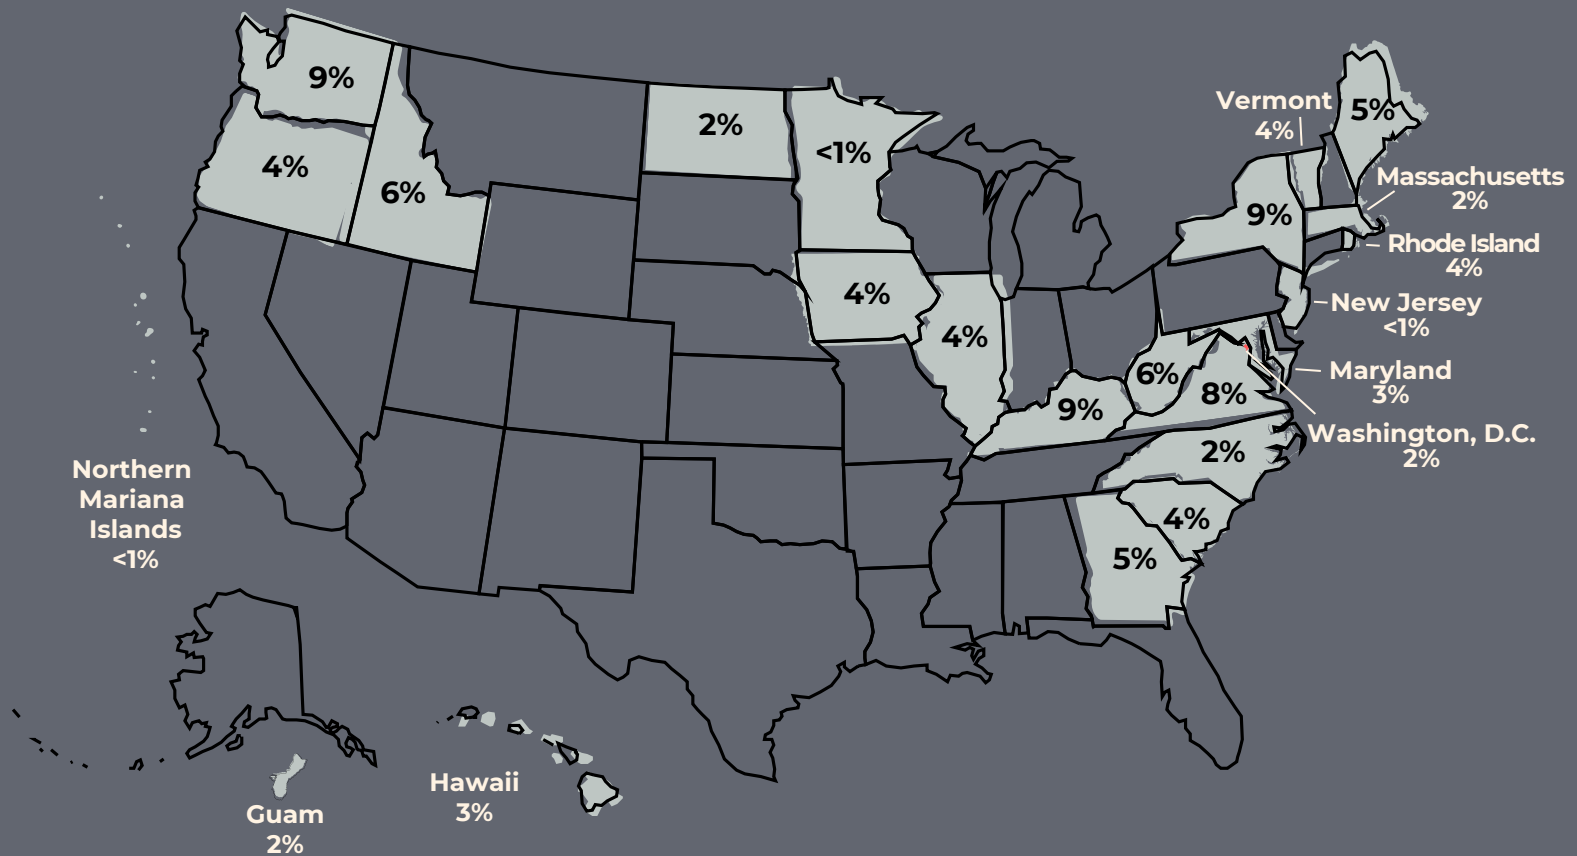 9%
2%
<1%
4%
6%
Vermont
4%
5%
Massachusetts
2%
9%
Rhode Island
4%
4%
4%
New Jersey
<1%
6%
8%
9%
Maryland
3%
Washington, D.C.
2%
2%
4%
5%
Northern
Mariana
Islands
<1%
Hawaii
3%
Guam
2%